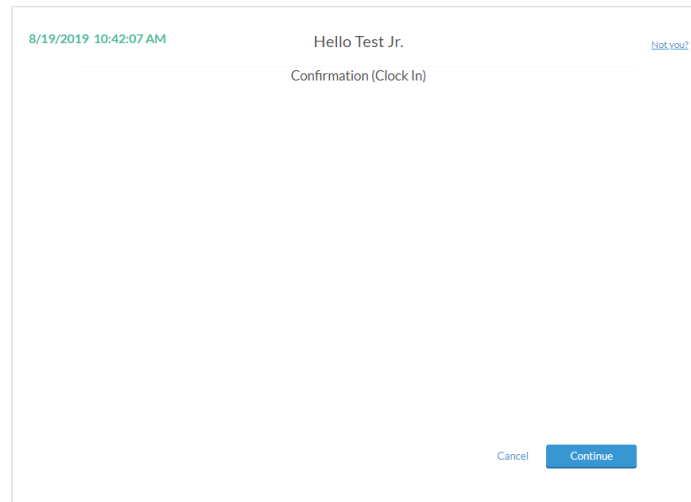 8/19/2019 10:42:07 AM
Hello Test Jr.
Not you?
Confirmation (Clock In)
Cancel
Continue